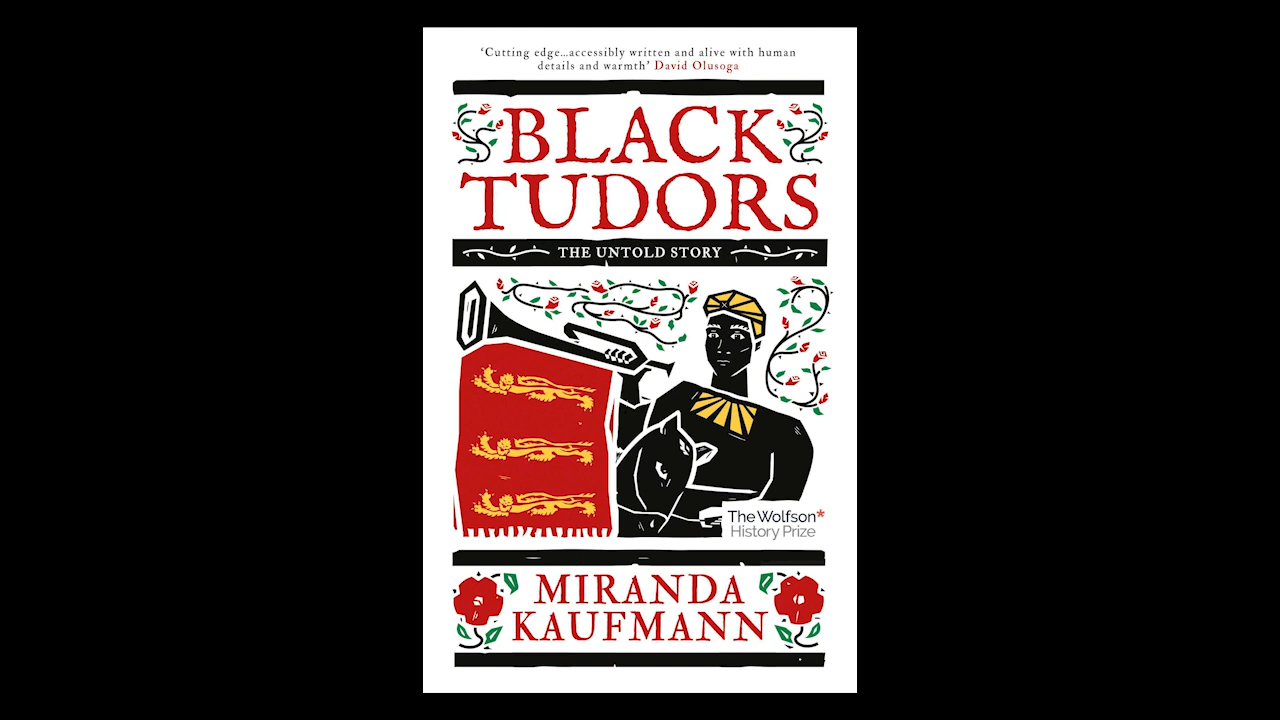 ‘Cutting edge...accessibly written and alive with human
details and warmth’ David Olusoga
BLACK
TUDORS
THE UNTOLD STORY
The Wolfson*
History Prize
MIRANDA
KAUFMANN